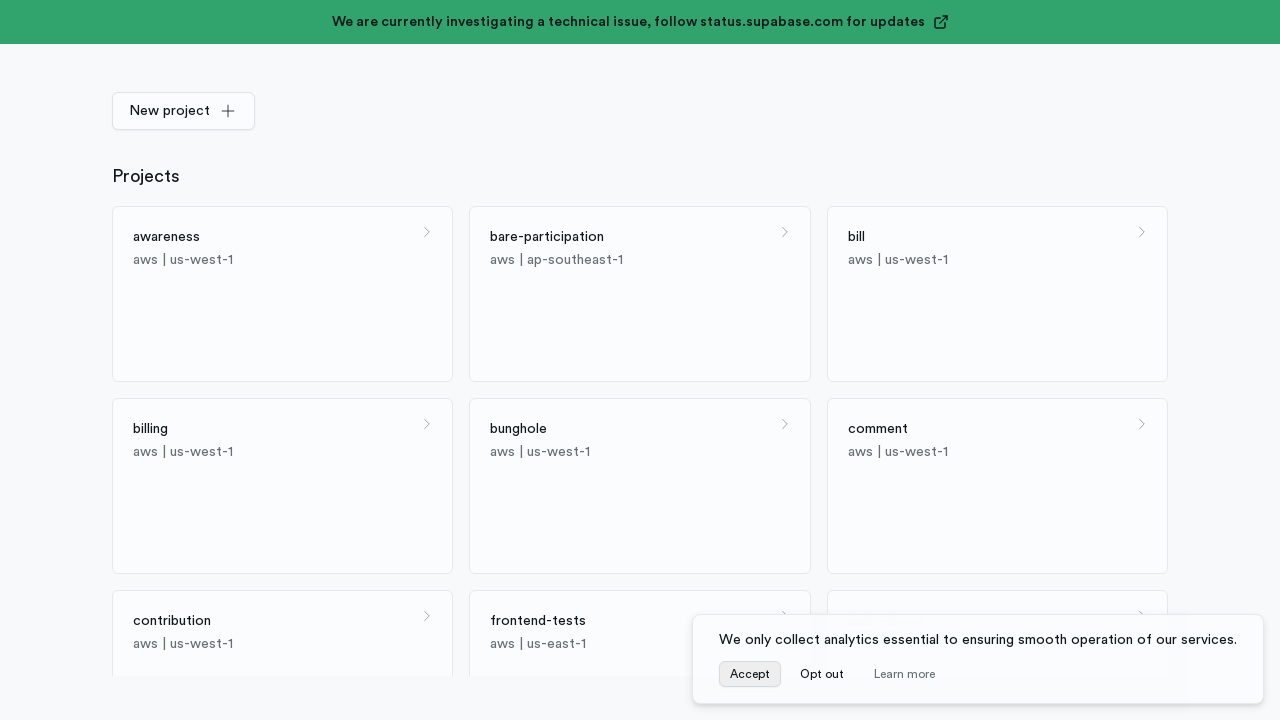 We are currently investigating a technical issue, follow status.supabase.com for updates
New project
Projects
awareness
aws | us-west-1
bare-participation
aws | ap-southeast-1
bill
aws | us-west-1
billing
aws | us-west-1
bunghole
aws | us-west-1
comment
aws | us-west-1
contribution
aws | us-west-1
frontend-tests
aws | us-east-1
We only collect analytics essential to ensuring smooth operation of our services.
Accept
Opt out
Learn more